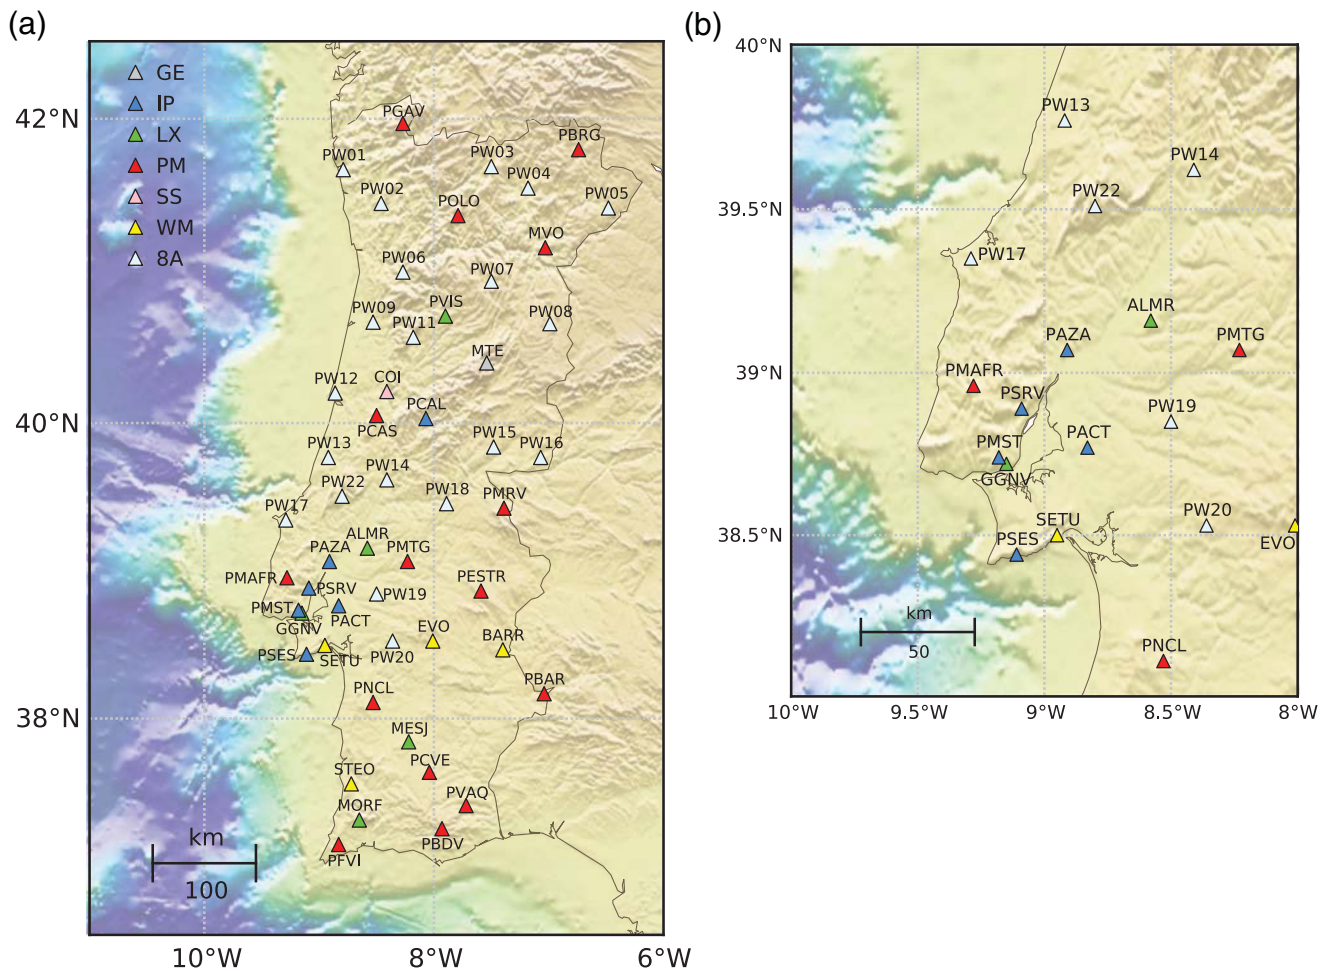 (a)
GE
IP
LX
PM
SS
WM
8A
PGAV
PBRG
PW01
PW03
PW04
PW02
PW05
POLO
MVO
PW06
PW07
PW09
PVIS
PW08
PW11
MTE
PW12
COI
PCAL
PCAS
PW13
PW15
PW16
PW14
PW22
PW18
PMRV
PW17
ALMR
PAZA
PMTG
PMAFR
PSRV
PW19
PESTR
PMST
GGNV
PACT
EVO
BARR
PSES
SETU
PW20
PBAR
PNCL
MESJ
PCVE
STEO
PVAQ
MORF
PBDV
PFVI
km
100
42°N
40°N
38°N
10°W
8°W
6°W
(b)
40°N
39.5°N
39°N
38.5°N
PW13
PW14
PW22
PW17
ALMR
PAZA
PMTG
PMAFR
PSRV
PW19
PMST
PACT
GGNV
SETU
PW20
PSES
EVO
km
50
PNCL
10°W
9.5°W
9°W
8.5°W
8°W